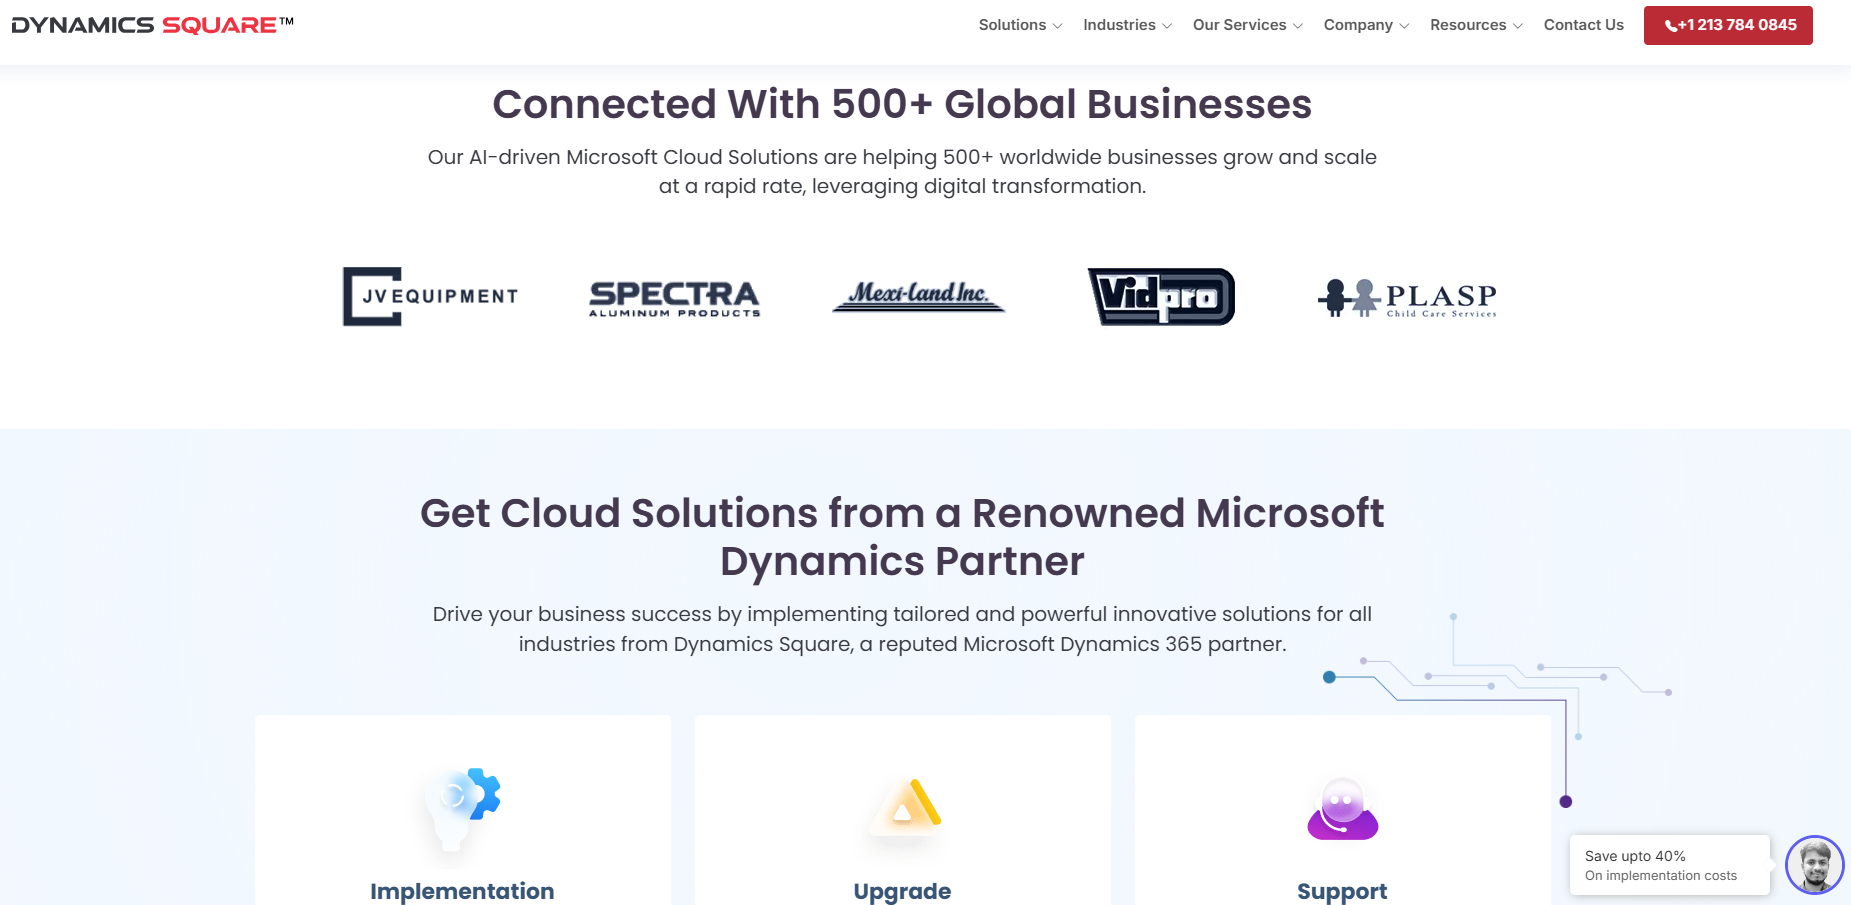 DYNAMICS SQUARE™
Solutions
Industries
Our Services
Company
Resources
Contact Us
+1 213 784 0845
Connected With 500+ Global Businesses
Our AI-driven Microsoft Cloud Solutions are helping 500+ worldwide businesses grow and scale
at a rapid rate, leveraging digital transformation.
JV EQUIPMENT
SPECTRA
ALUMINUM PRODUCTS
Mexi-Land Inc.
Vidpro
PLASP
Child Care Services
Get Cloud Solutions from a Renowned Microsoft
Dynamics Partner
Drive your business success by implementing tailored and powerful innovative solutions for all
industries from Dynamics Square, a reputed Microsoft Dynamics 365 partner.
Implementation
Upgrade
Support
Save upto 40%
On implementation costs